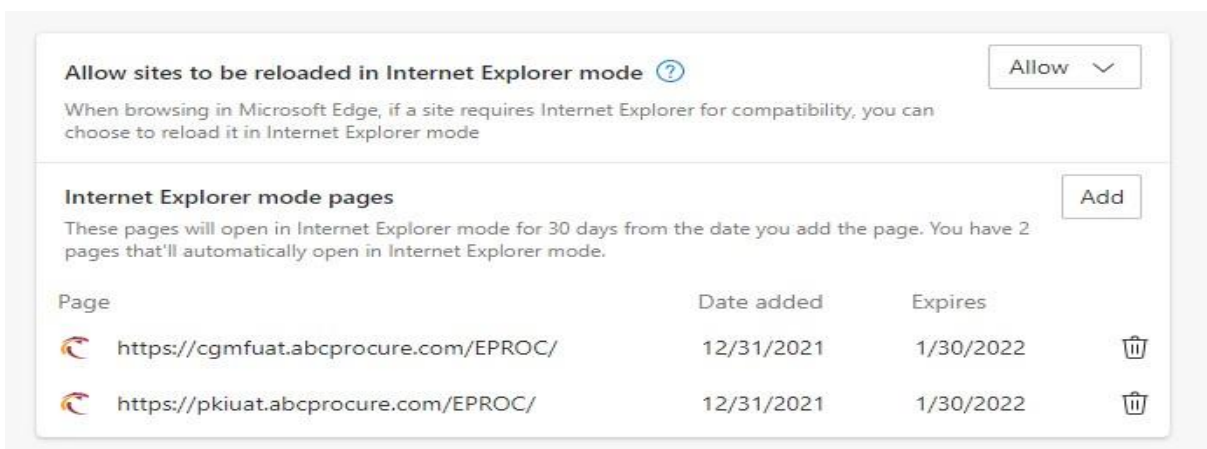 Allow sites to be reloaded in Internet Explorer mode ?
Allow
When browsing in Microsoft Edge, if a site requires Internet Explorer for compatibility, you can
choose to reload it in Internet Explorer mode
Internet Explorer mode pages
Add
These pages will open in Internet Explorer mode for 30 days from the date you add the page. You have 2
pages that'll automatically open in Internet Explorer mode.
Page Date added Expires
https://cgmfuat.abcprocure.com/EPROC/ 12/31/2021 1/30/2022
https://pkiuat.abcprocure.com/EPROC/ 12/31/2021 1/30/2022